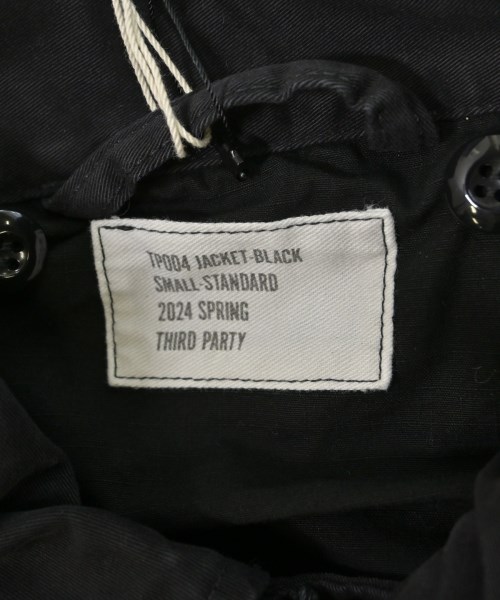 TP004 JACKET-BLACK
SMALL-STANDARD
2024 SPRING
THIRD PARTY